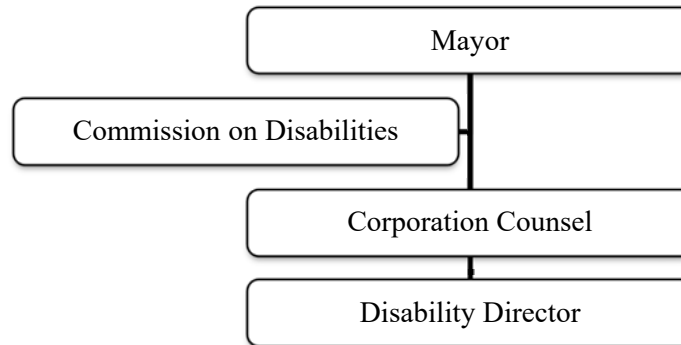 Mayor
Commission on Disabilities
Corporation Counsel
Disability Director